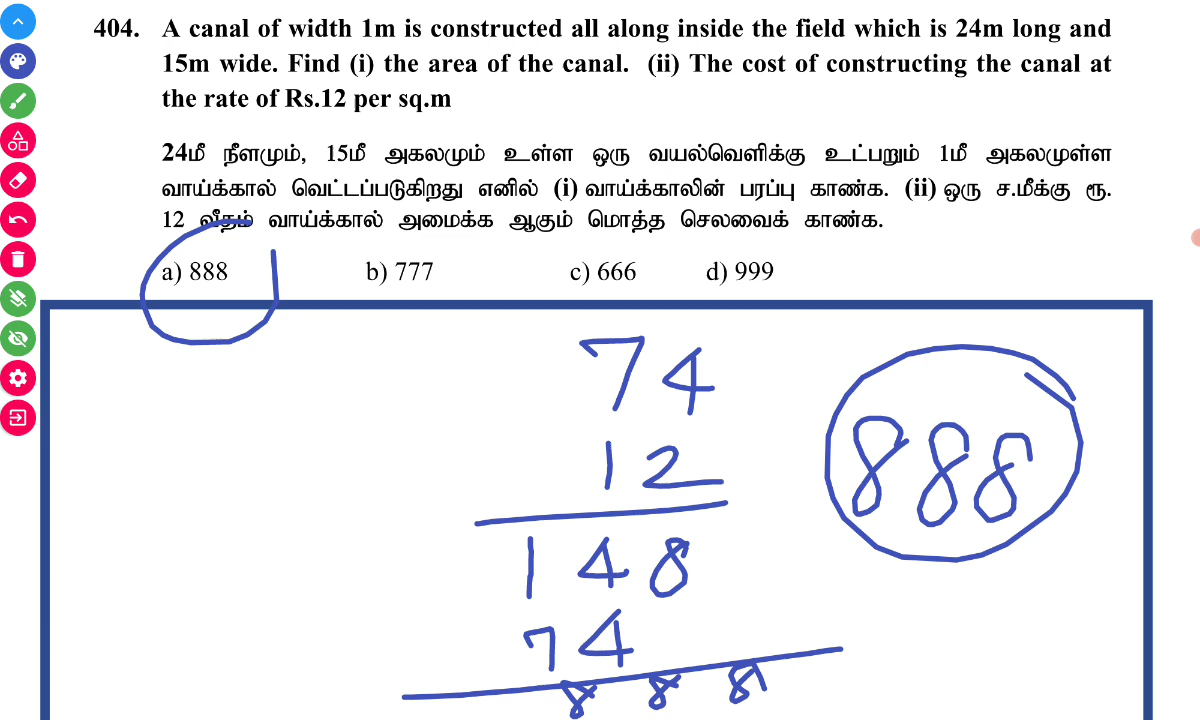 404. A canal of width 1m is constructed all along inside the field which is 24m long and
15m wide. Find (i) the area of the canal. (ii) The cost of constructing the canal at
the rate of Rs.12 per sq.m
24மீ நீளமும், 15மீ அகலமும் உள்ள ஒரு வயல்வெளிக்கு உட்பறும் 1மீ அகலமுள்ள
வாய்க்கால் வெட்டப்படுகிறது எனில் (i) வாய்க்காலின் பரப்பு காண்க. (ii) ஒரு ச.மீக்கு ரூ.
12 வீதம் வாய்க்கால் அமைக்க ஆகும் மொத்த செலவைக் காண்க.
a) 888 b) 777 c) 666 d) 999
74
12
148
74
888
888